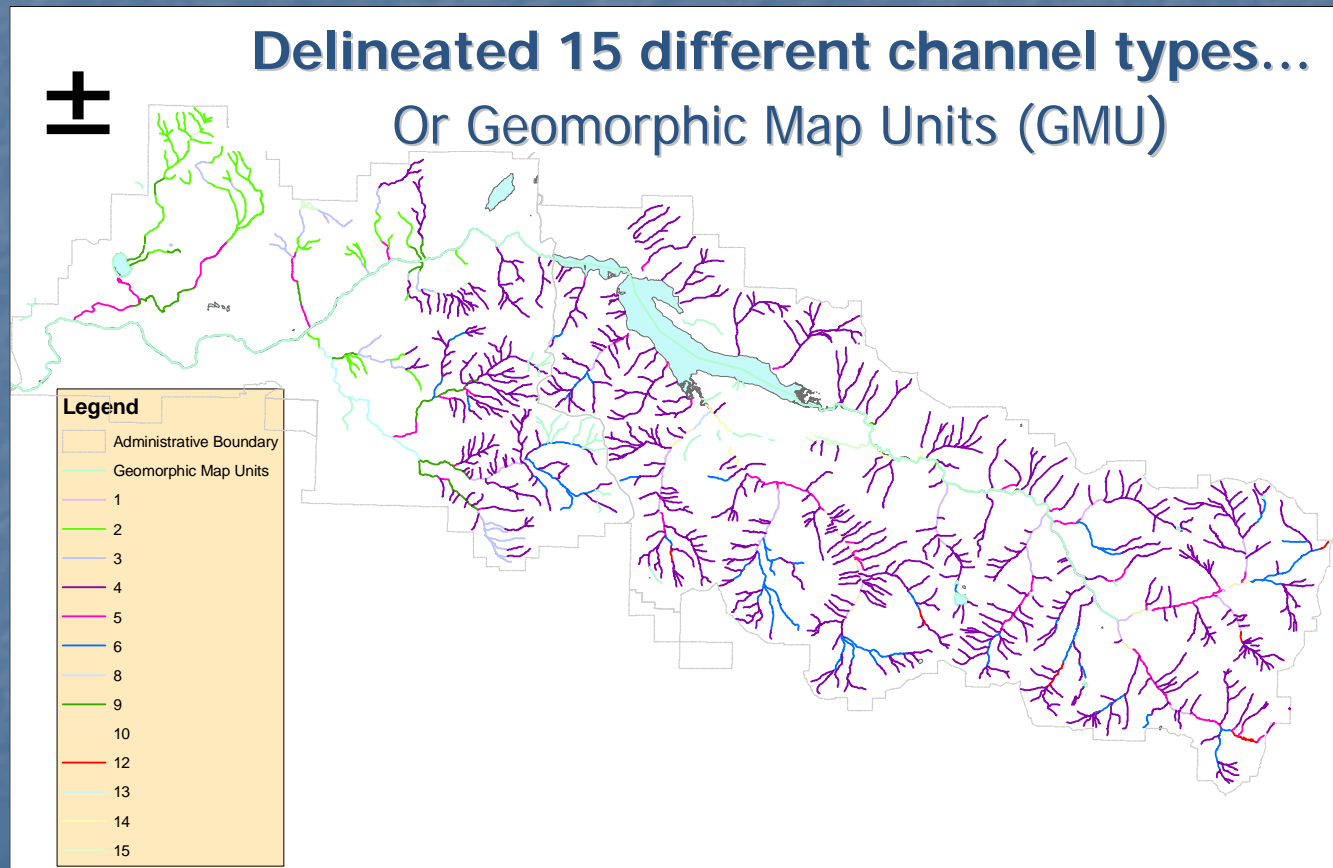 Delineated 15 different channel types...
Or Geomorphic Map Units (GMU)
±
Legend
Administrative Boundary
Geomorphic Map Units
1
2
3
4
5
6
8
9
10
12
13
14
15